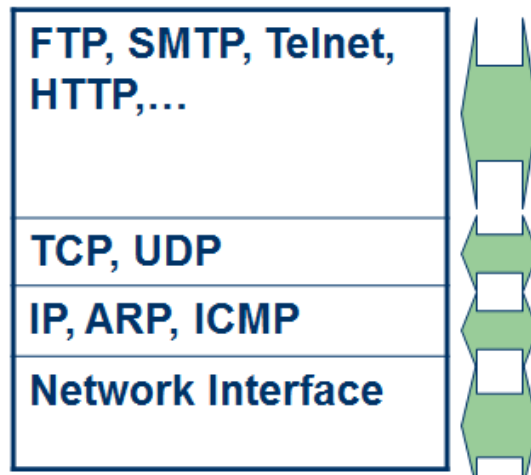 FTP, SMTP, Telnet,
HTTP,...
TCP, UDP
IP, ARP, ICMP
Network Interface